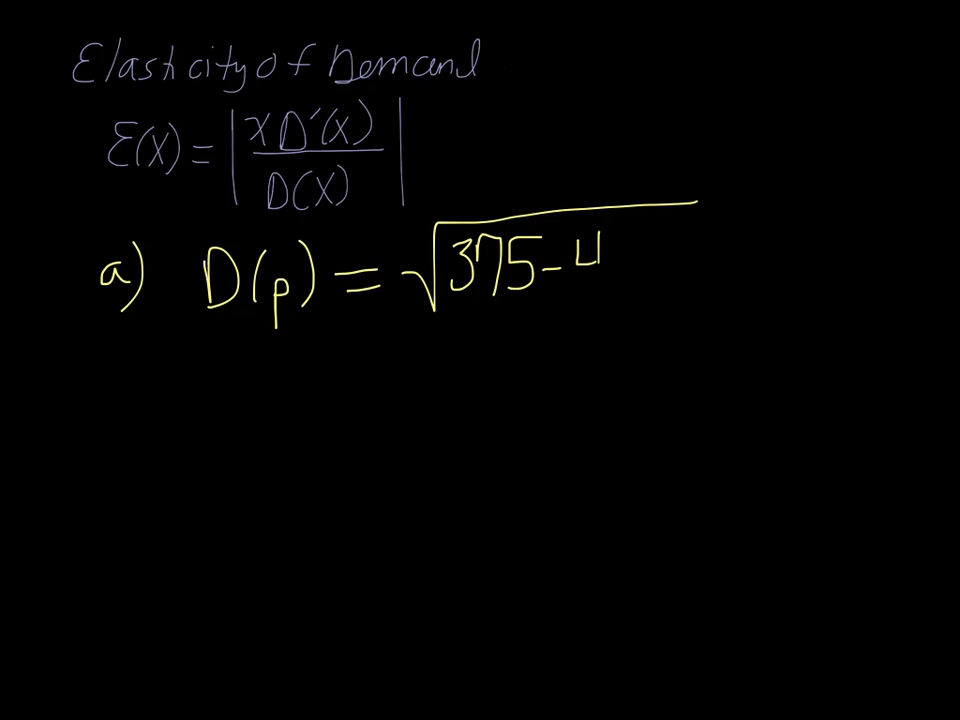 Elasticity of Demand
E(x) = | xD'(x) / D(x) |
a) D(p) = √375-4